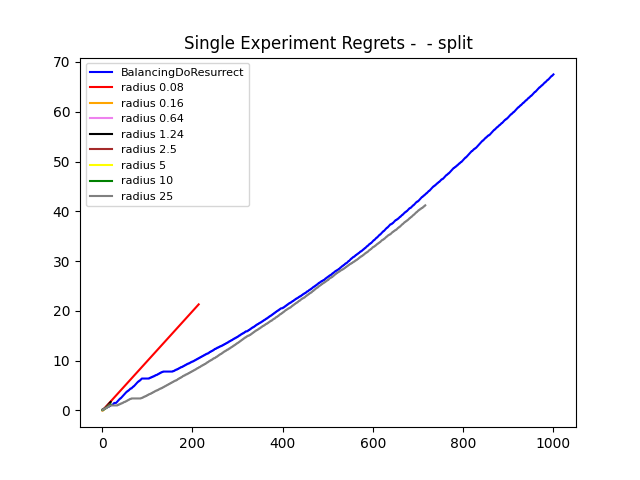 Single Experiment Regrets -  - split
70
60
50
40
30
20
10
0
BalancingDoResurrect
radius 0.08
radius 0.16
radius 0.64
radius 1.24
radius 2.5
radius 5
radius 10
radius 25
0 200 400 600 800 1000